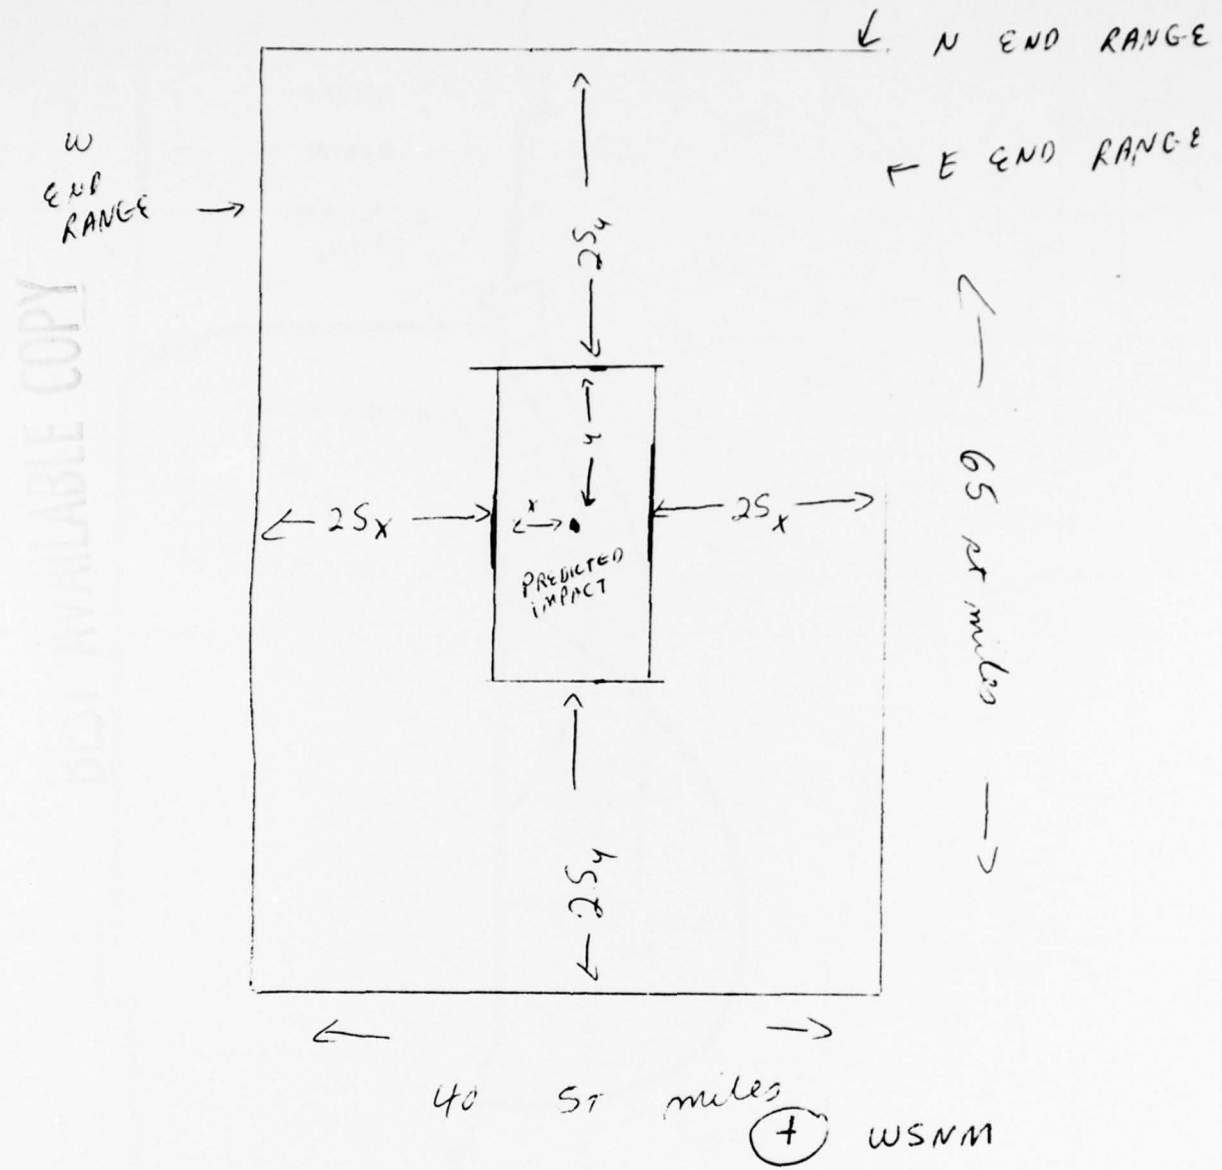 N END RANGE
E END RANGE
W
END
RANGE
2Sy
y
2Sx
x
2Sx
PREDICTED
IMPACT
65 st miles
2Sy
40 ST miles
+ WSNM
BEST AVAILABLE COPY